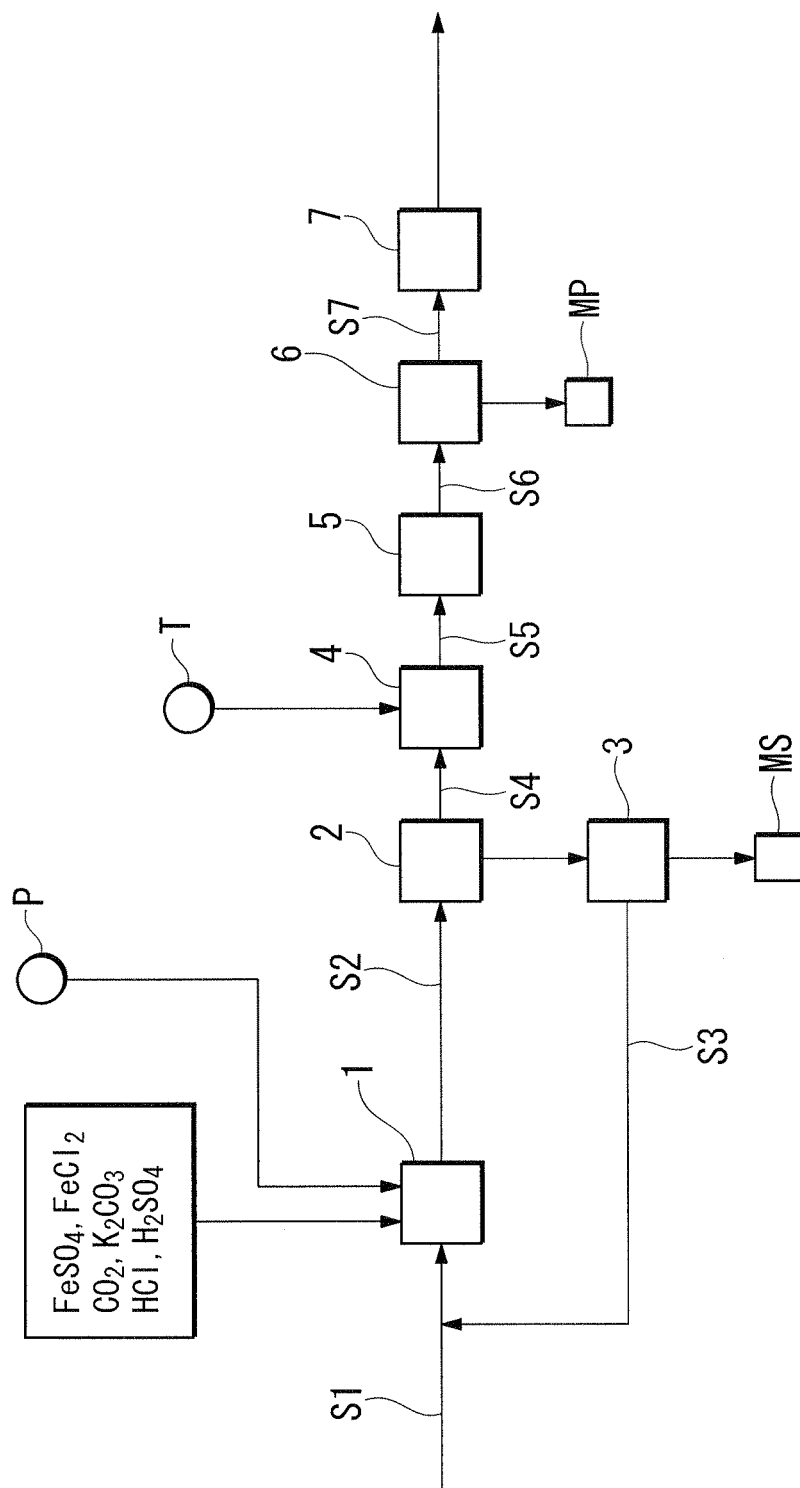 FeSO4, FeCl2
CO2, K2CO3
HCl, H2SO4
P
T
1
2
4
5
6
7
S1
S2
S4
S5
S6
S7
3
S3
MS
MP